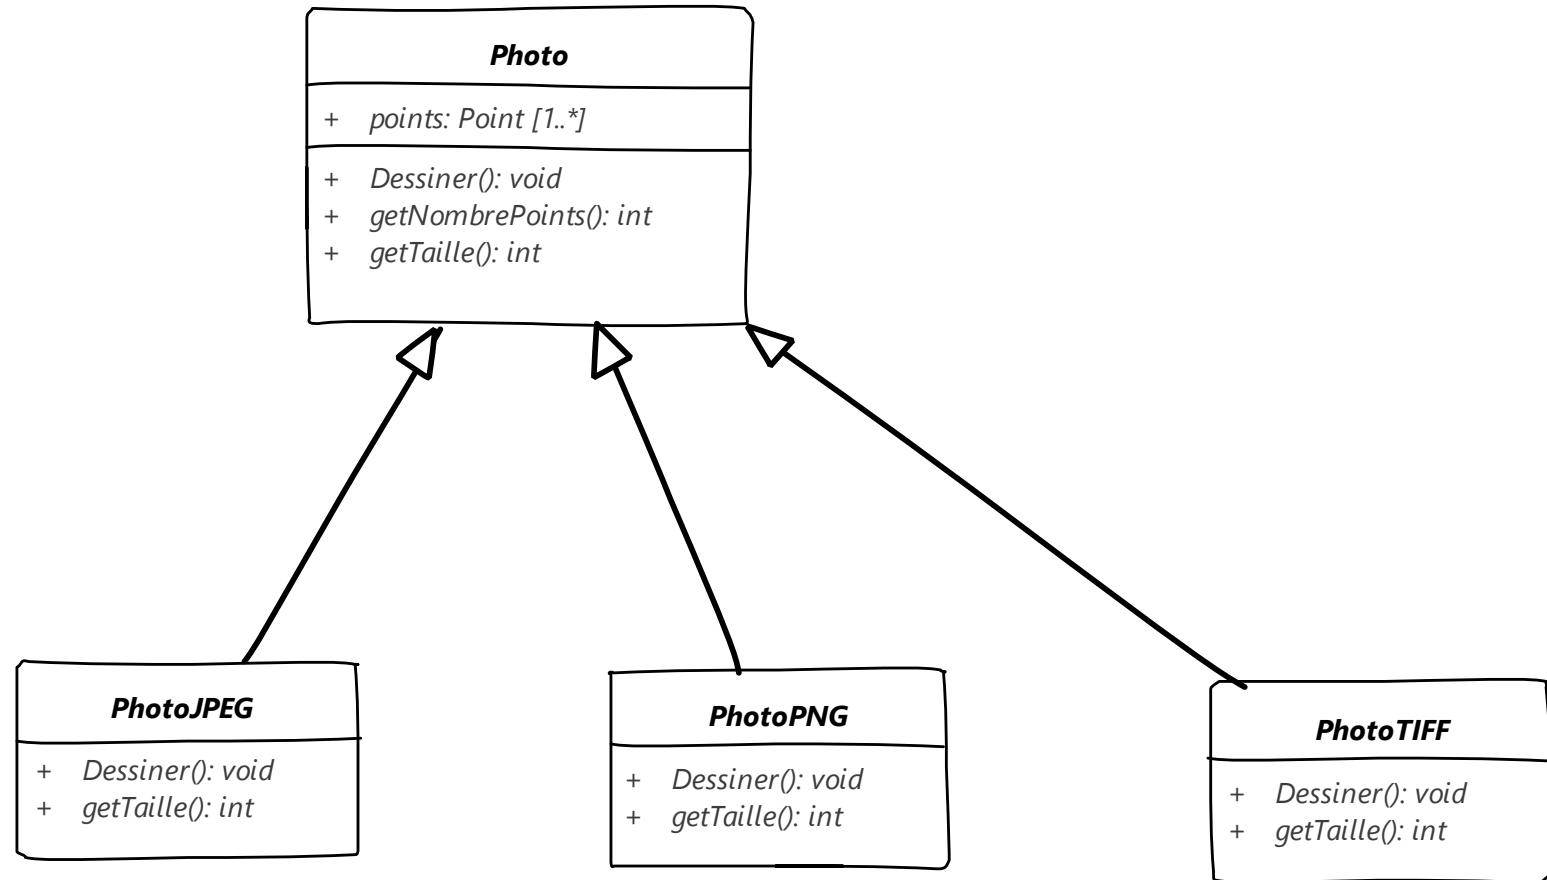 Photo
+ points: Point [1..*]
+ Dessiner(): void
+ getNombrePoints(): int
+ getTaille(): int
PhotoJPEG
+ Dessiner(): void
+ getTaille(): int
PhotoPNG
+ Dessiner(): void
+ getTaille(): int
PhotoTIFF
+ Dessiner(): void
+ getTaille(): int